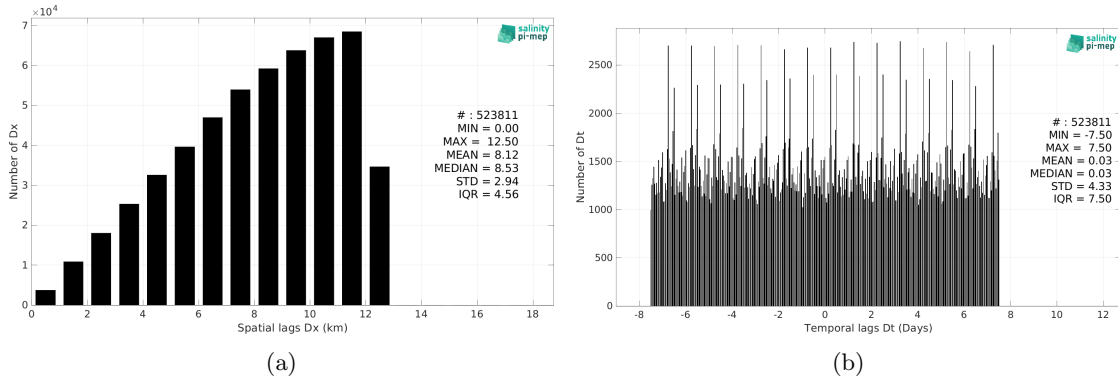 ×10⁴
7
6
5
4
3
2
1
0
Number of Dx
salinity
pi-mep
# : 523811
MIN = 0.00
MAX = 12.50
MEAN = 8.12
MEDIAN = 8.53
STD = 2.94
IQR = 4.56
0 2 4 6 8 10 12 14 16 18
Spatial lags Dx (km)
(a)
2500
2000
1500
1000
500
0
Number of Dt
salinity
pi-mep
# : 523811
MIN = -7.50
MAX = 7.50
MEAN = 0.03
MEDIAN = 0.03
STD = 4.33
IQR = 7.50
-8 -6 -4 -2 0 2 4 6 8 10 12
Temporal lags Dt (Days)
(b)